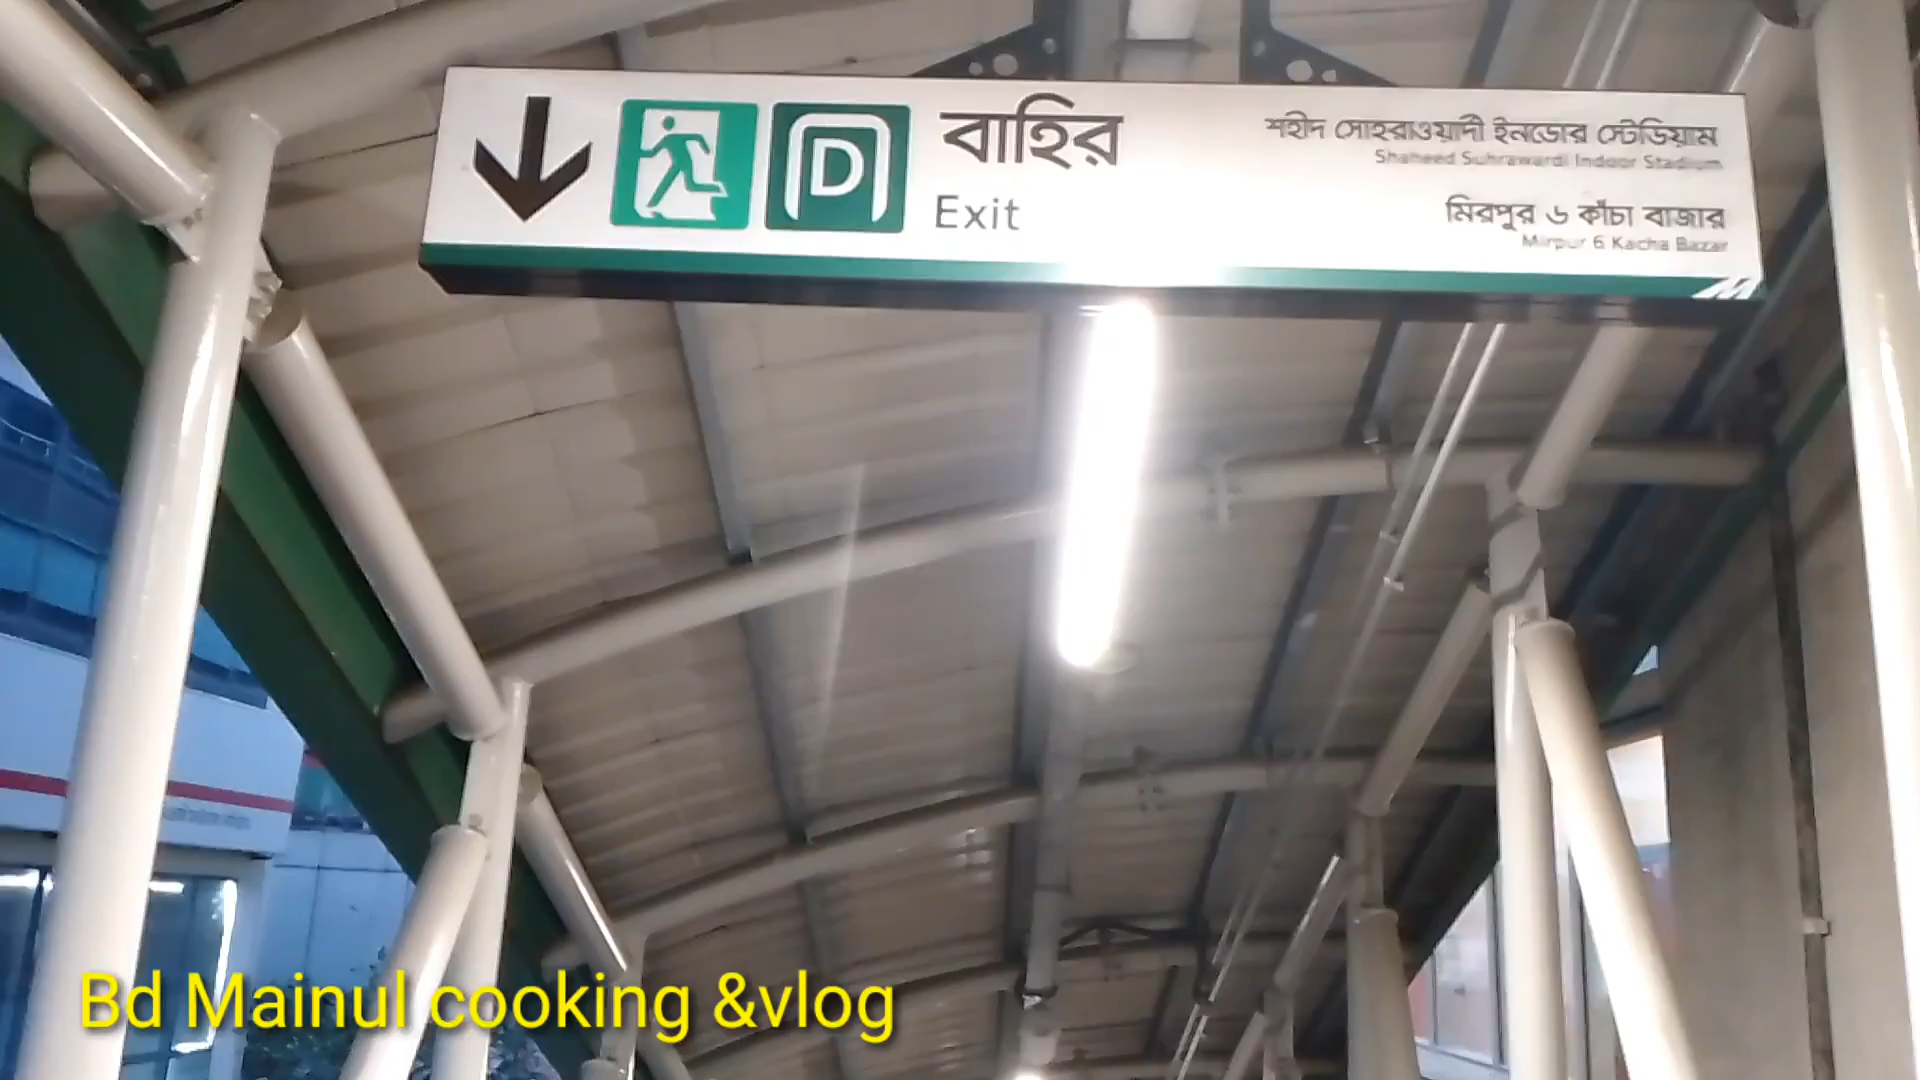 D
বাহির
Exit
শহীদ সোহরাওয়ার্দী ইনডোর স্টেডিয়াম
Shaheed Suhrawardi Indoor Stadium
মিরপুর ৬ কাঁচা বাজার
Mirpur 6 Kacha Bazar
Bd Mainul cooking &vlog